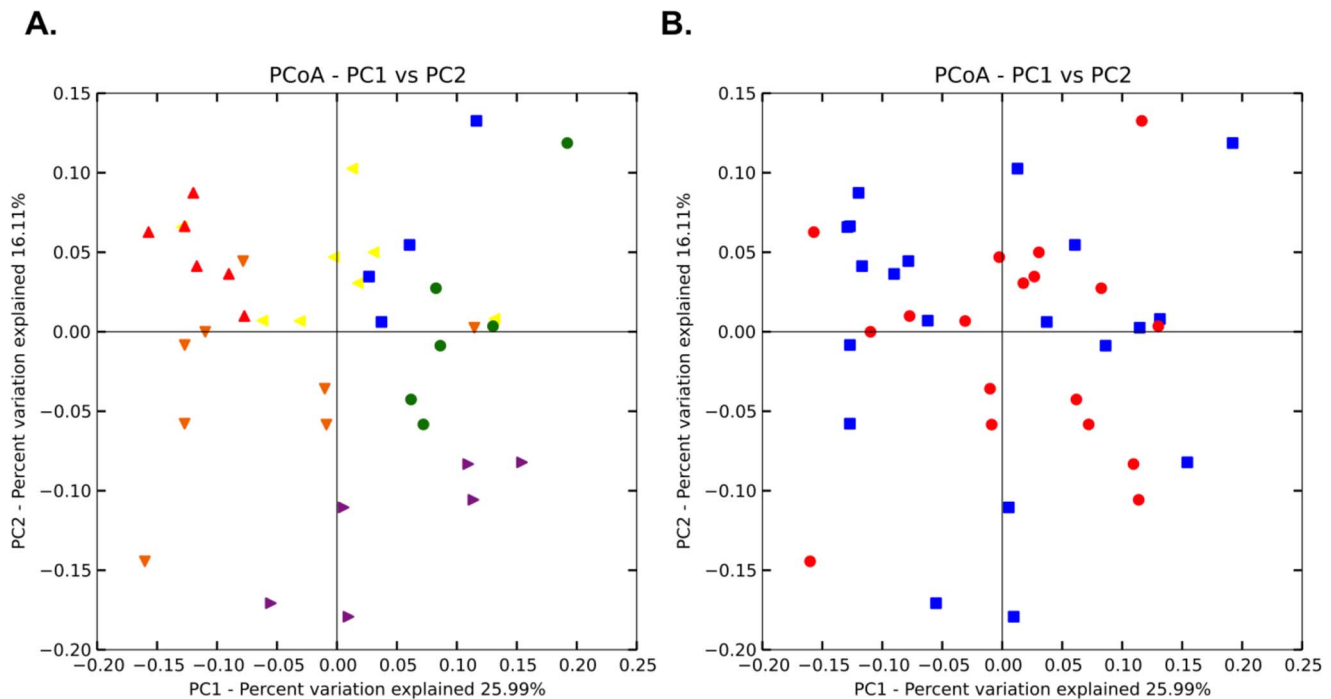 A.
PCoA - PC1 vs PC2
0.15
0.10
0.05
0.00
−0.05
−0.10
−0.15
−0.20
−0.20 −0.15 −0.10 −0.05 0.00 0.05 0.10 0.15 0.20 0.25
PC1 - Percent variation explained 25.99%
PC2 - Percent variation explained 16.11%
B.
PCoA - PC1 vs PC2
0.15
0.10
0.05
0.00
−0.05
−0.10
−0.15
−0.20
−0.20 −0.15 −0.10 −0.05 0.00 0.05 0.10 0.15 0.20 0.25
PC1 - Percent variation explained 25.99%
PC2 - Percent variation explained 16.11%